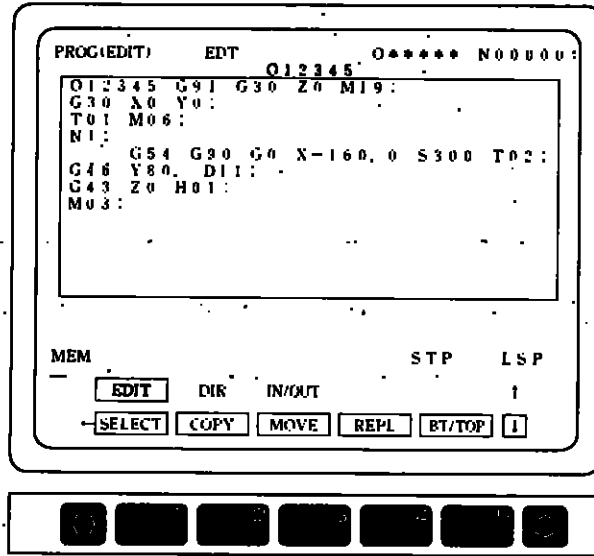 PROG(EDIT) EDT O***** N00000:
O12345
O12345 G91 G30 Z0 M19:
G30 X0 Y0:
T01 M06:
N1:
G54 G90 G0 X-160.0 S300 T02:
G46 Y80. D11:
G43 Z0 H01:
M03:
MEM STP LSP
EDIT DIR IN/OUT ↑
←SELECT COPY MOVE REPL BT/TOP ↓